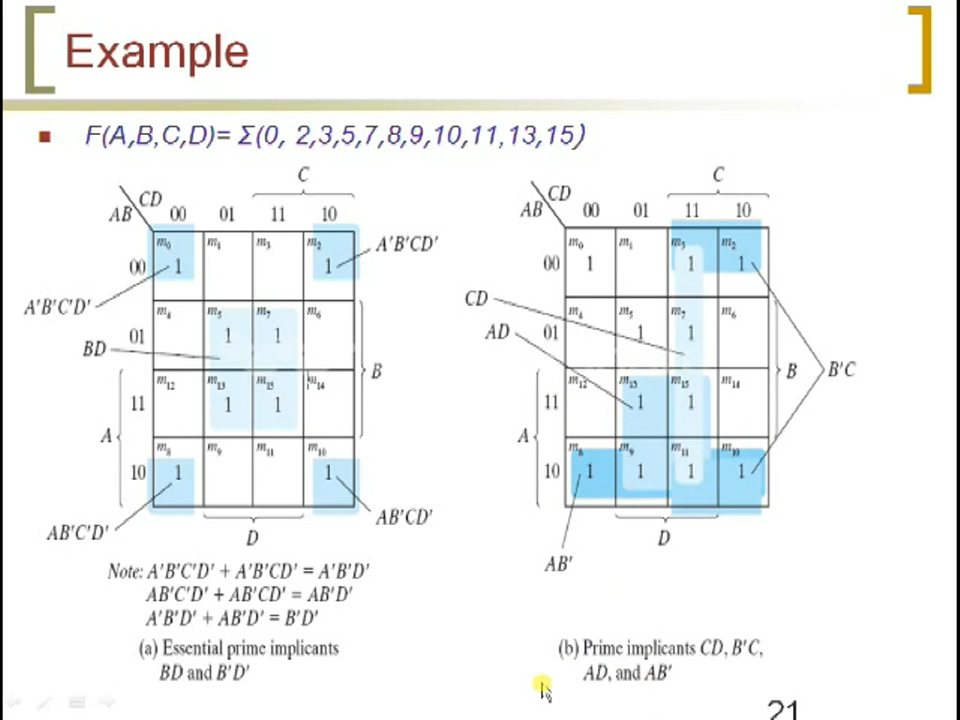 Example
F(A,B,C,D)= Σ(0, 2,3,5,7,8,9,10,11,13,15)
C
CD
AB
00 01 11 10
m0 m1 m3 m2
00 1 1
A′B′CD′
A′B′C′D′
m4 m5 m7 m6
01 1 1
BD
B
m12 m13 m15 m14
11 1 1
A
m8 m9 m11 m10
10 1 1
AB′C′D′
AB′CD′
D
Note: A′B′C′D′ + A′B′CD′ = A′B′D′
AB′C′D′ + AB′CD′ = AB′D′
A′B′D′ + AB′D′ = B′D′
(a) Essential prime implicants
BD and B′D′
C
CD
AB
00 01 11 10
m0 m1 m3 m2
00 1 1 1
CD
m4 m5 m7 m6
01 1 1
AD
B
B′C
m12 m13 m15 m14
11 1 1
A
m8 m9 m11 m10
10 1 1 1 1
D
AB′
(b) Prime implicants CD, B′C,
AD, and AB′
21